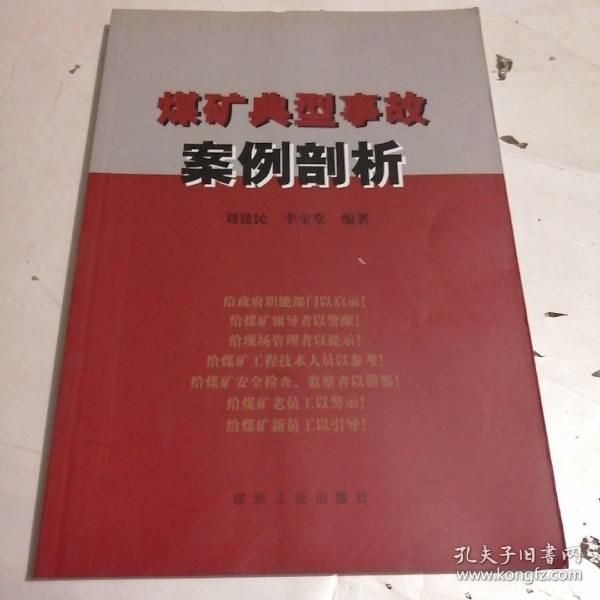 煤矿典型事故
案例剖析
刘建民 李宝堂 编著
给政府职能部门以启示!
给煤矿领导者以警醒!
给现场管理者以提示!
给煤矿工程技术人员以参考!
给煤矿安全检查、监察者以借鉴!
给煤矿老员工以警示!
给煤矿新员工以引导!
煤炭工业出版社
孔夫子旧书网
www.kongfz.com